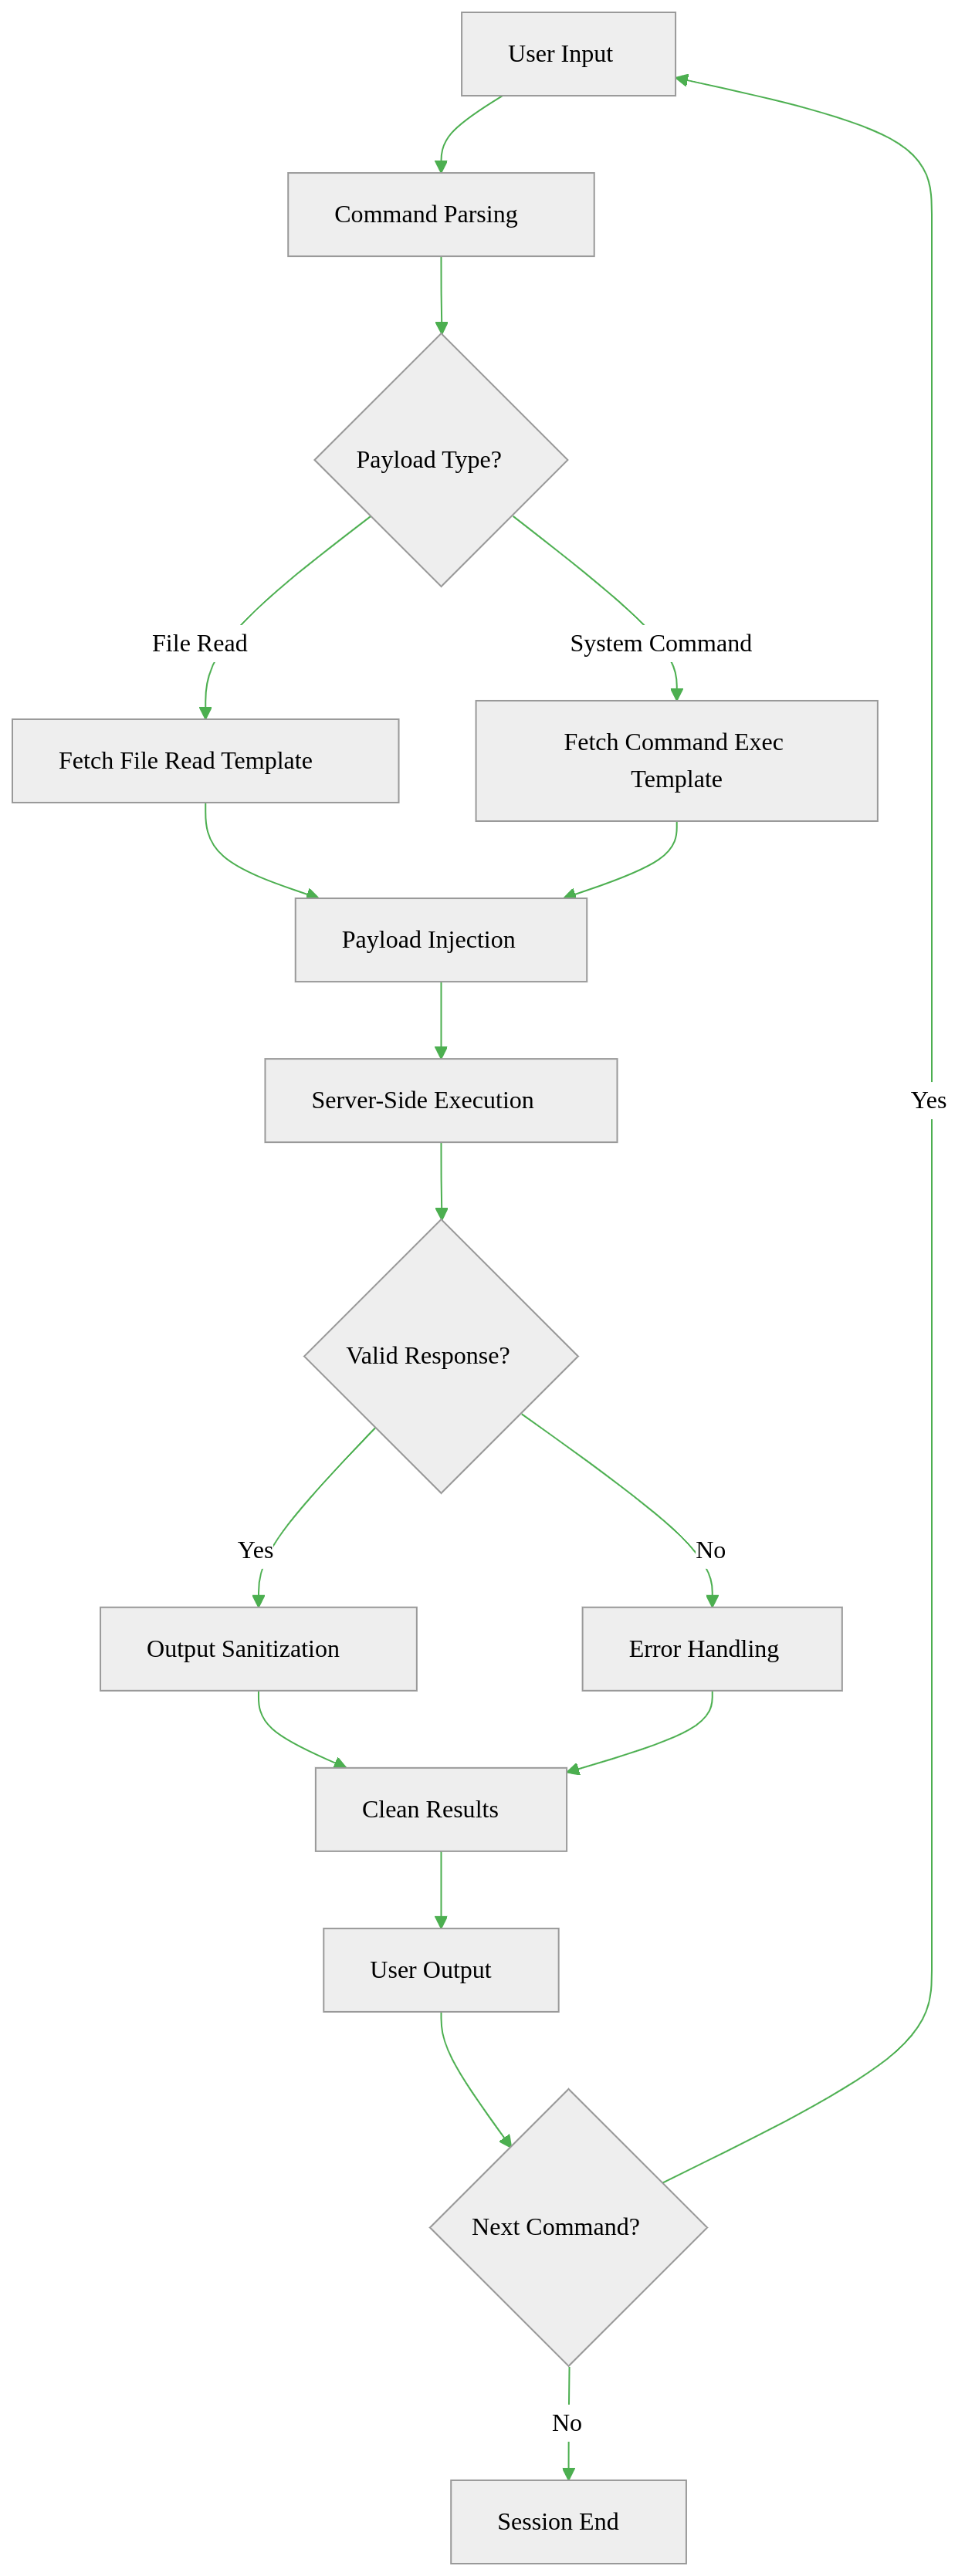 User Input
Command Parsing
Payload Type?
File Read
System Command
Fetch File Read Template
Fetch Command Exec
Template
Payload Injection
Server-Side Execution
Yes
Valid Response?
Yes
No
Output Sanitization
Error Handling
Clean Results
User Output
Next Command?
No
Session End